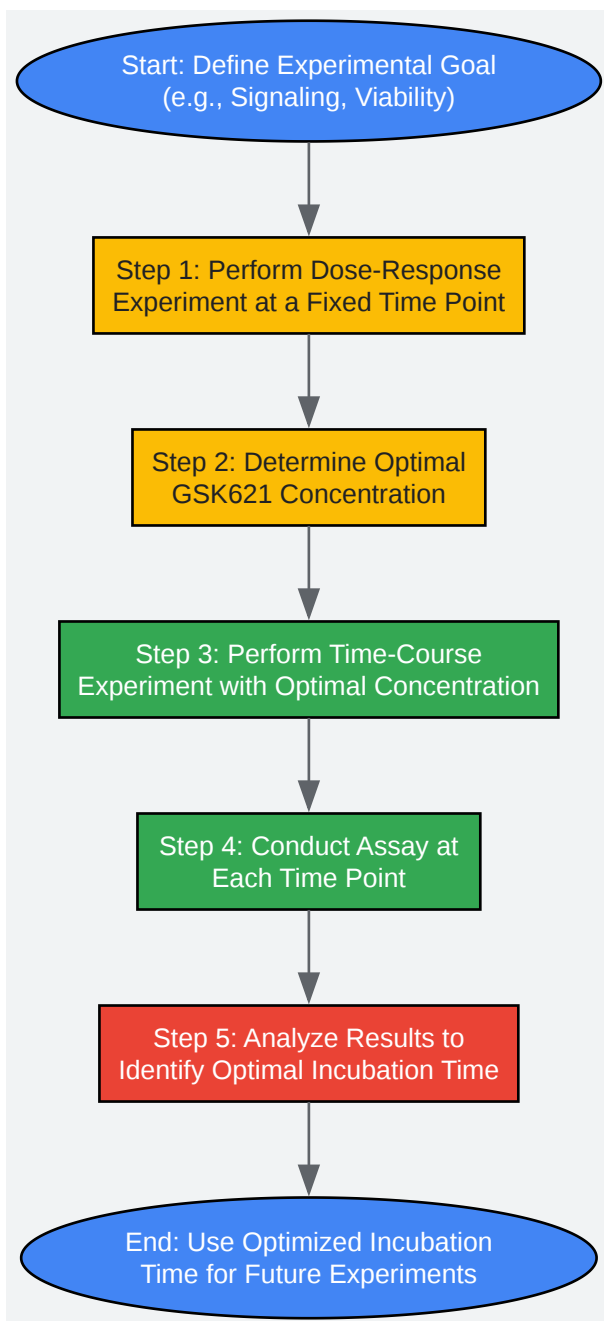 Start: Define Experimental Goal
(e.g., Signaling, Viability)
Step 1: Perform Dose-Response
Experiment at a Fixed Time Point
Step 2: Determine Optimal
GSK621 Concentration
Step 3: Perform Time-Course
Experiment with Optimal Concentration
Step 4: Conduct Assay at
Each Time Point
Step 5: Analyze Results to
Identify Optimal Incubation Time
End: Use Optimized Incubation
Time for Future Experiments